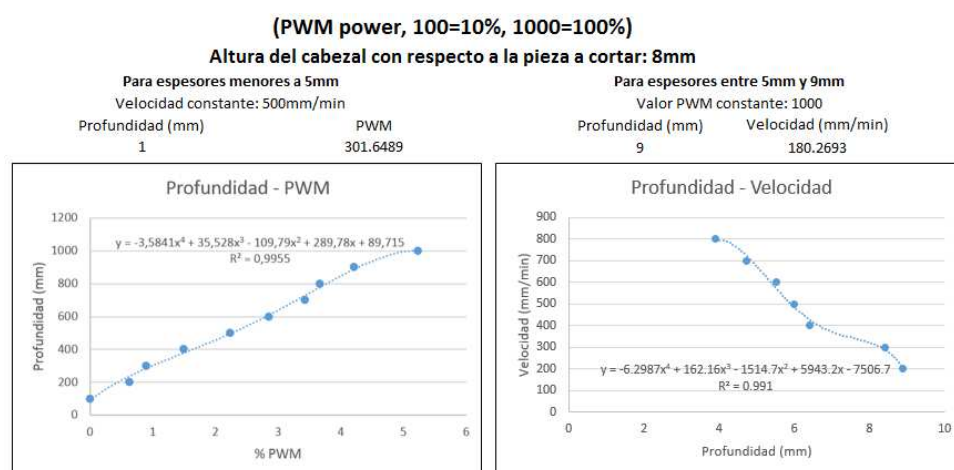 (PWM power, 100=10%, 1000=100%)
Altura del cabezal con respecto a la pieza a cortar: 8mm
Para espesores menores a 5mm
Velocidad constante: 500mm/min
Profundidad (mm) PWM
1 301.6489
Para espesores entre 5mm y 9mm
Valor PWM constante: 1000
Profundidad (mm) Velocidad (mm/min)
9 180.2693
Profundidad - PWM
Profundidad (mm)
1200
1000
800
600
400
200
0
y = -3,5841x⁴ + 35,528x³ - 109,79x² + 289,78x + 89,715
R² = 0,9955
0 1 2 3 4 5 6
% PWM
Profundidad - Velocidad
Velocidad (mm/min)
900
800
700
600
500
400
300
200
100
0
y = -6.2987x⁴ + 162.16x³ - 1514.7x² + 5943.2x - 7506.7
R² = 0.991
0 2 4 6 8 10
Profundidad (mm)